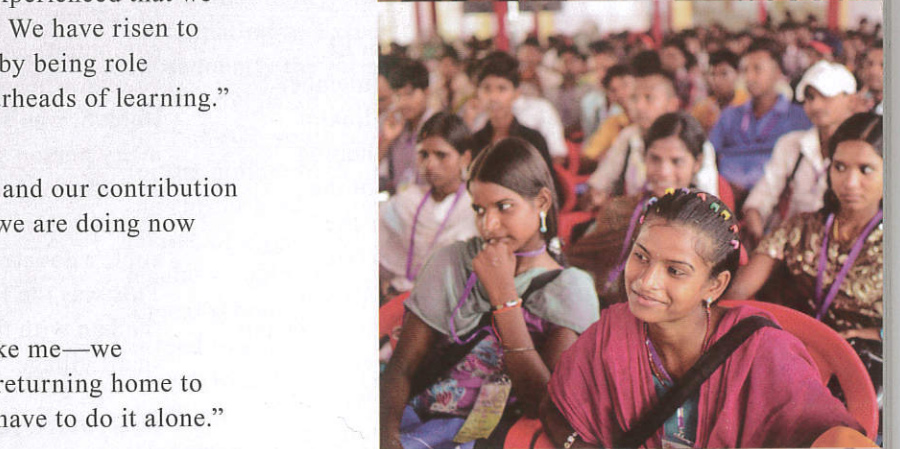 We have risen to
by being role
rheads of learning.”
and our contribution
we are doing now
ke me—we
returning home to
have to do it alone.”